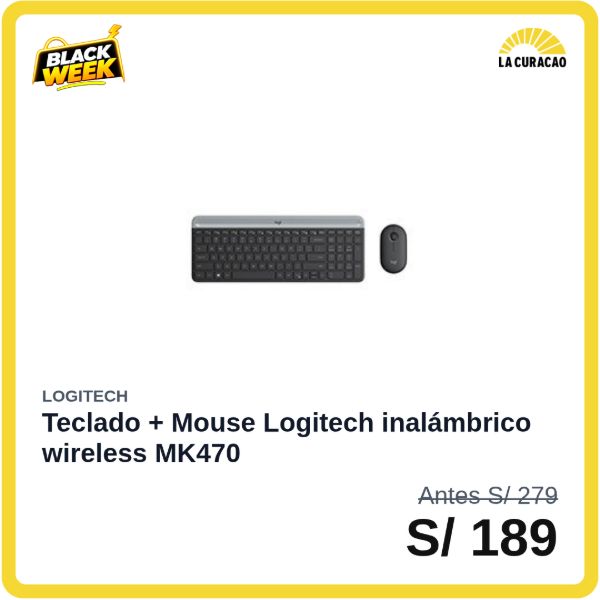 BLACK
WEEK
LA CURACAO
LOGITECH
Teclado + Mouse Logitech inalámbrico
wireless MK470
Antes S/ 279
S/ 189